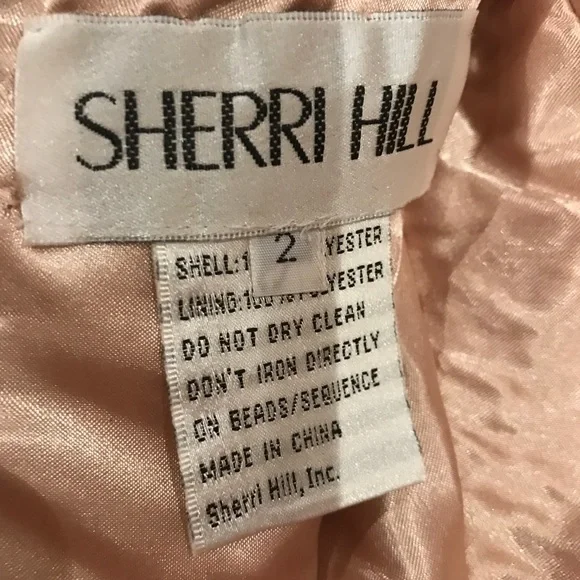 SHERRI HILL
2
SHELL:1 YESTER
LINING:100%POLYESTER
DO NOT DRY CLEAN
DON'T IRON DIRECTLY
ON BEADS/SEQUENCE
MADE IN CHINA
Sherri Hill, Inc.